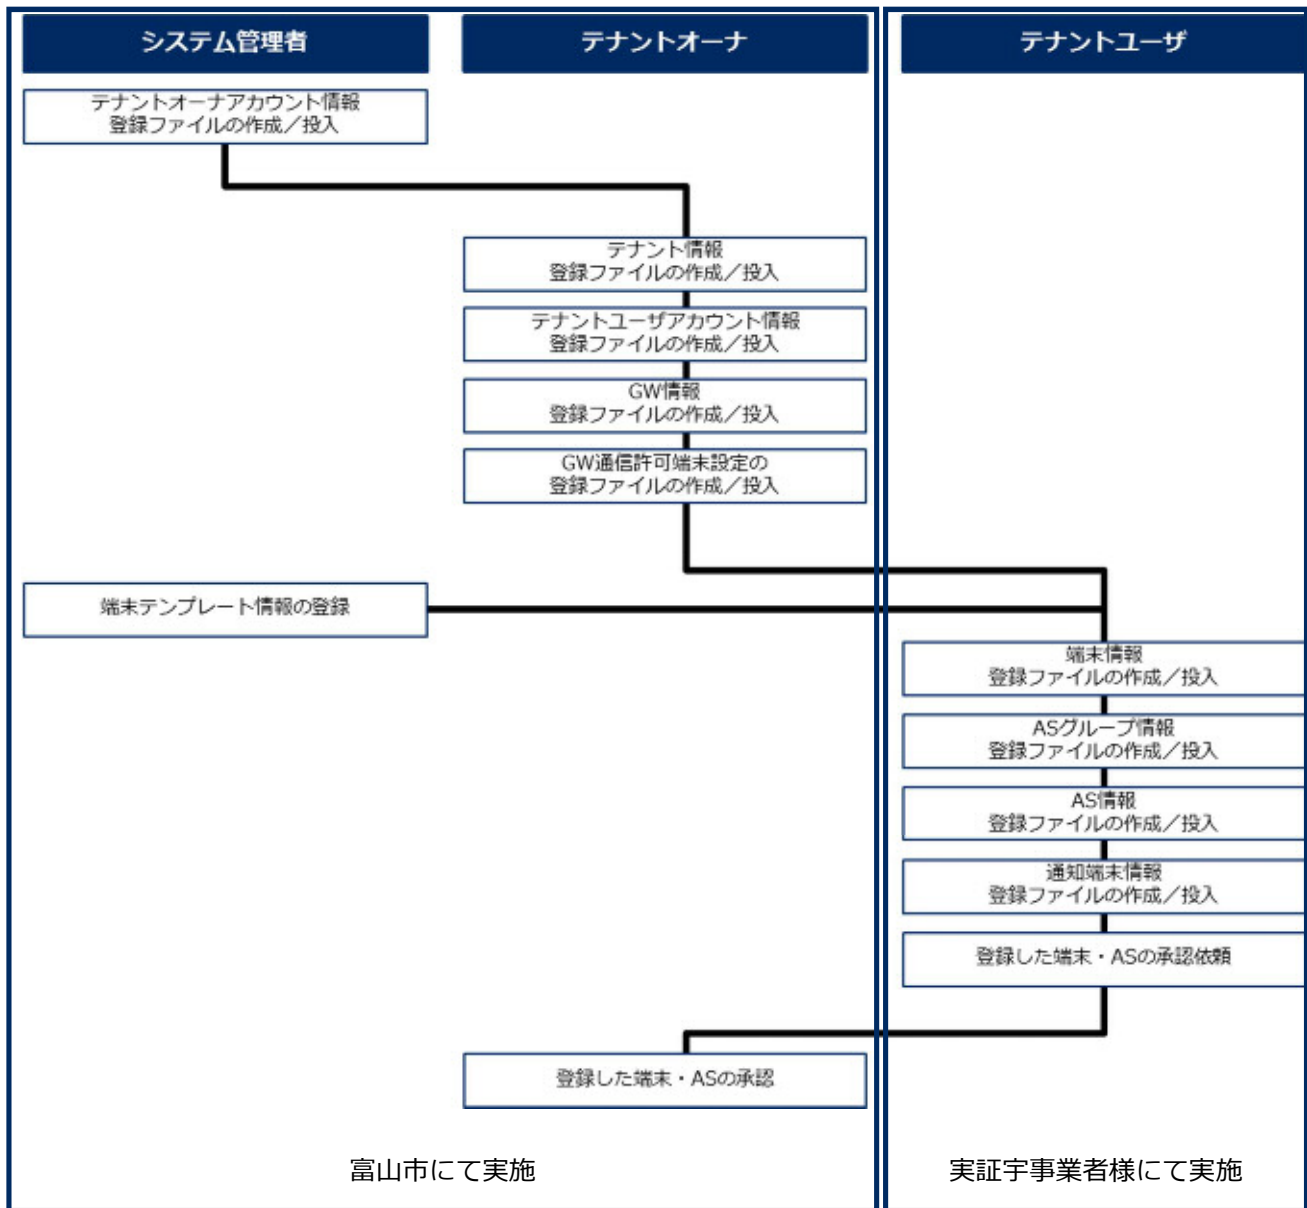 システム管理者
テナントオーナ
テナントユーザ
テナントオーナアカウント情報
登録ファイルの作成／投入
テナント情報
登録ファイルの作成／投入
テナントユーザアカウント情報
登録ファイルの作成／投入
GW情報
登録ファイルの作成／投入
GW通信許可端末設定の
登録ファイルの作成／投入
端末テンプレート情報の登録
端末情報
登録ファイルの作成／投入
ASグループ情報
登録ファイルの作成／投入
AS情報
登録ファイルの作成／投入
通知端末情報
登録ファイルの作成／投入
登録した端末・ASの承認依頼
登録した端末・ASの承認
富山市にて実施
実証宇事業者様にて実施